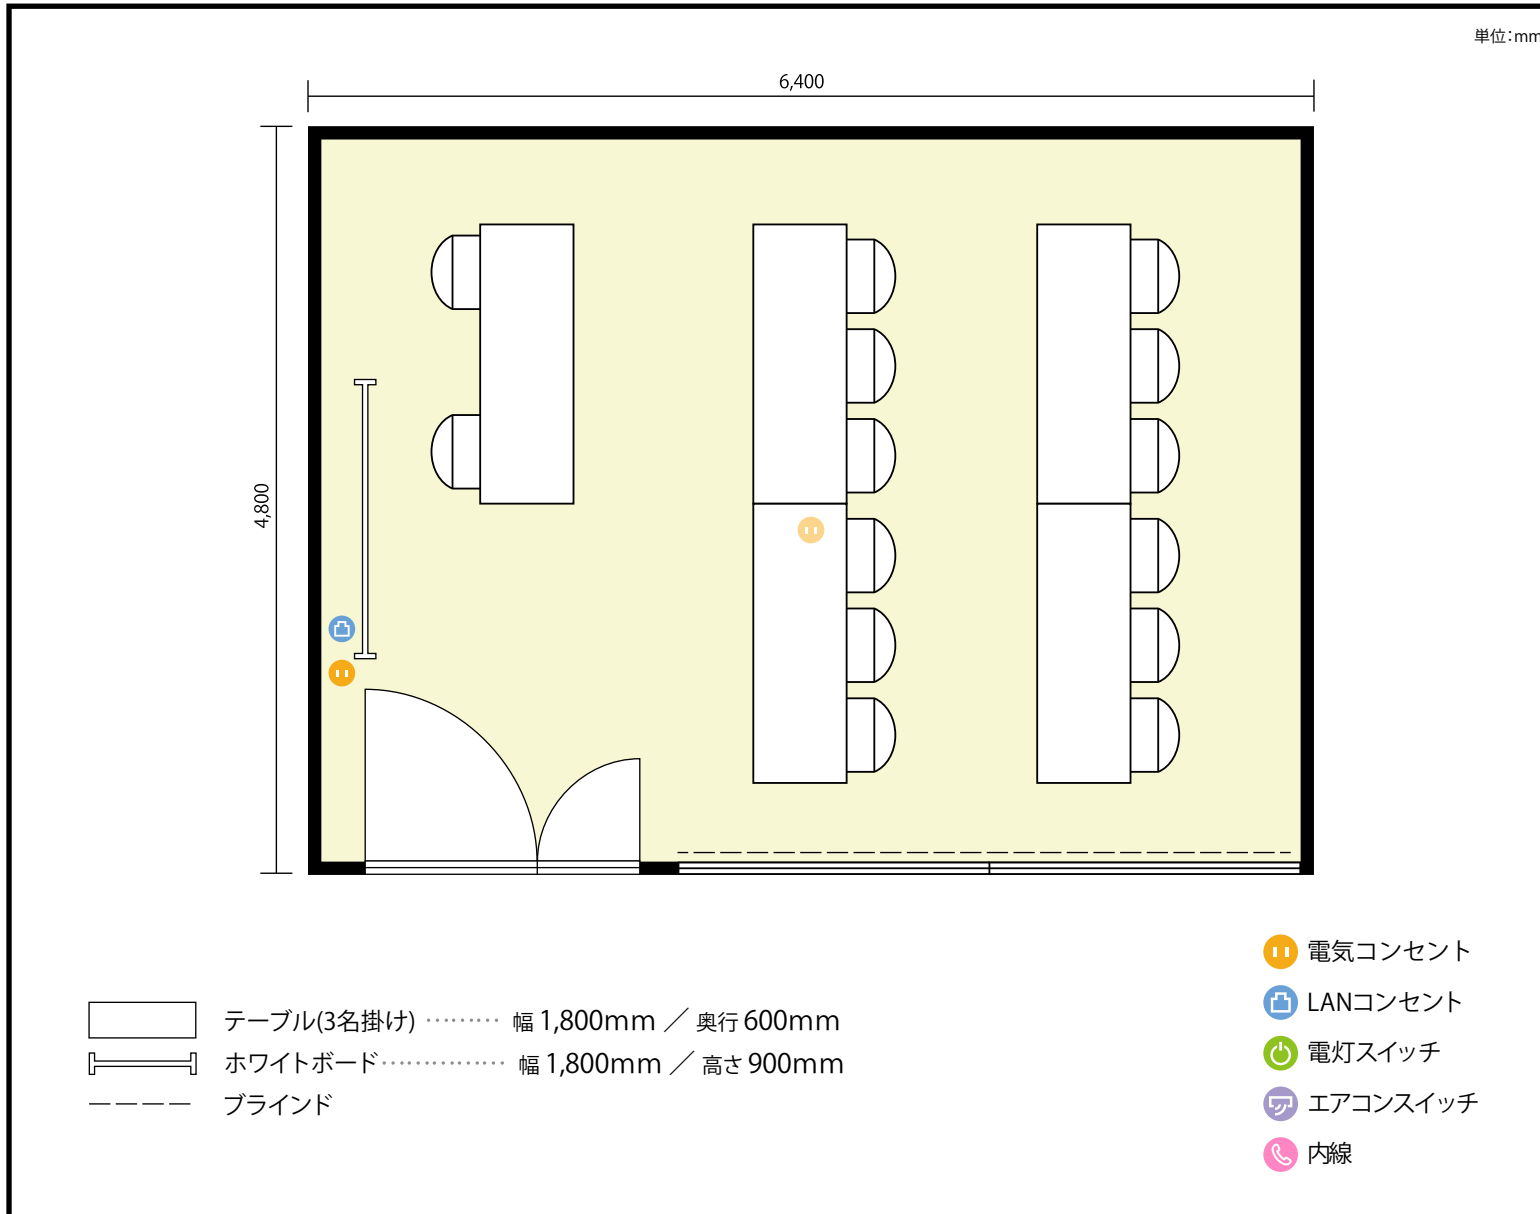 単位：mm
6,400
4,800
電気コンセント
LANコンセント
電灯スイッチ
エアコンスイッチ
内線
テーブル(3名掛け) ········· 幅 1,800mm ／ 奥行 600mm
ホワイトボード ··············· 幅 1,800mm ／ 高さ 900mm
ブラインド